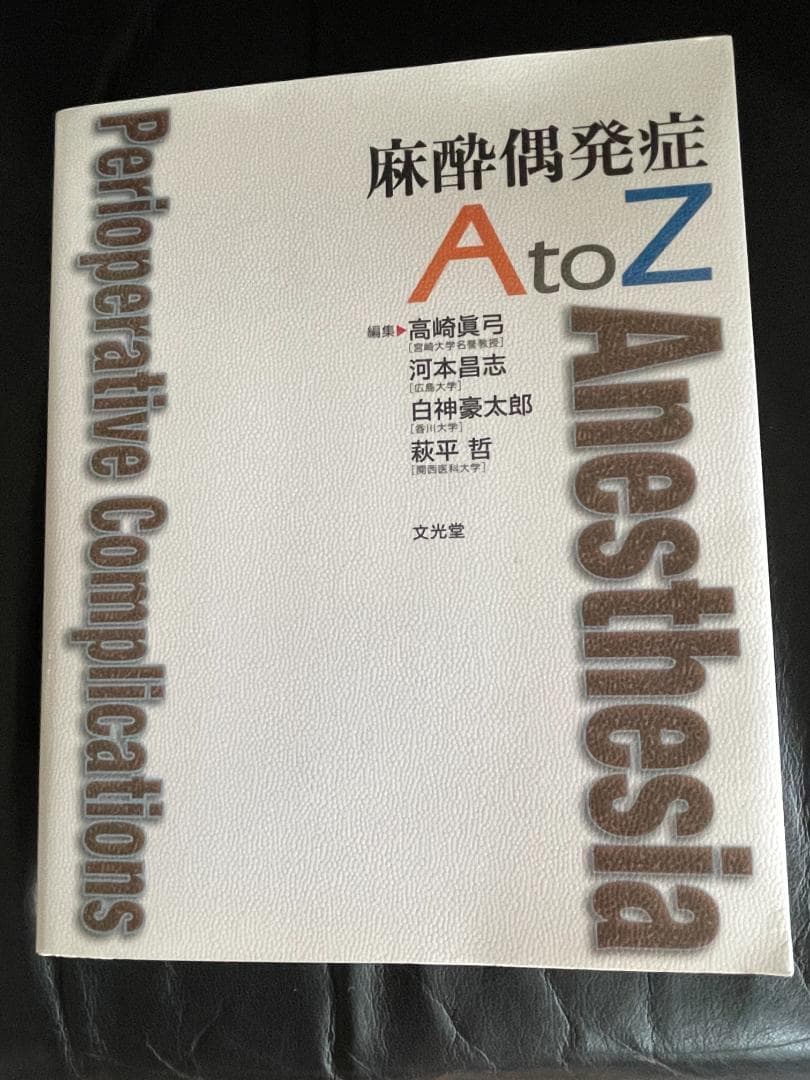 麻酔偶発症
A to Z
編集▶高崎眞弓
[宮崎大学名誉教授]
河本昌志
[広島大学]
白神豪太郎
[香川大学]
萩平 哲
[関西医科大学]
文光堂
Anesthesia
Perioperative Complications